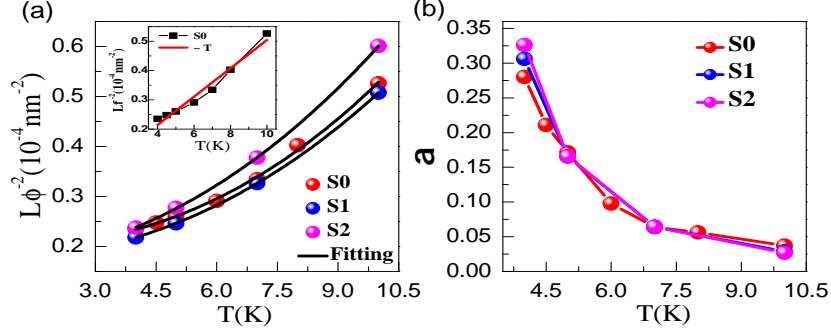 (a)
(b)
Lϕ⁻²(10⁻⁴nm⁻²)
0.6
0.5
0.4
0.3
0.2
3.0 4.5 6.0 7.5 9.0 10.5
T(K)
S0
S1
S2
Fitting
Lf⁻²(10⁻⁴nm⁻²)
0.5
0.4
0.3
0.2
4 6 8 10
T(K)
S0
~ T
a
0.35
0.30
0.25
0.20
0.15
0.10
0.05
0.00
4.5 6.0 7.5 9.0 10.5
T(K)
S0
S1
S2